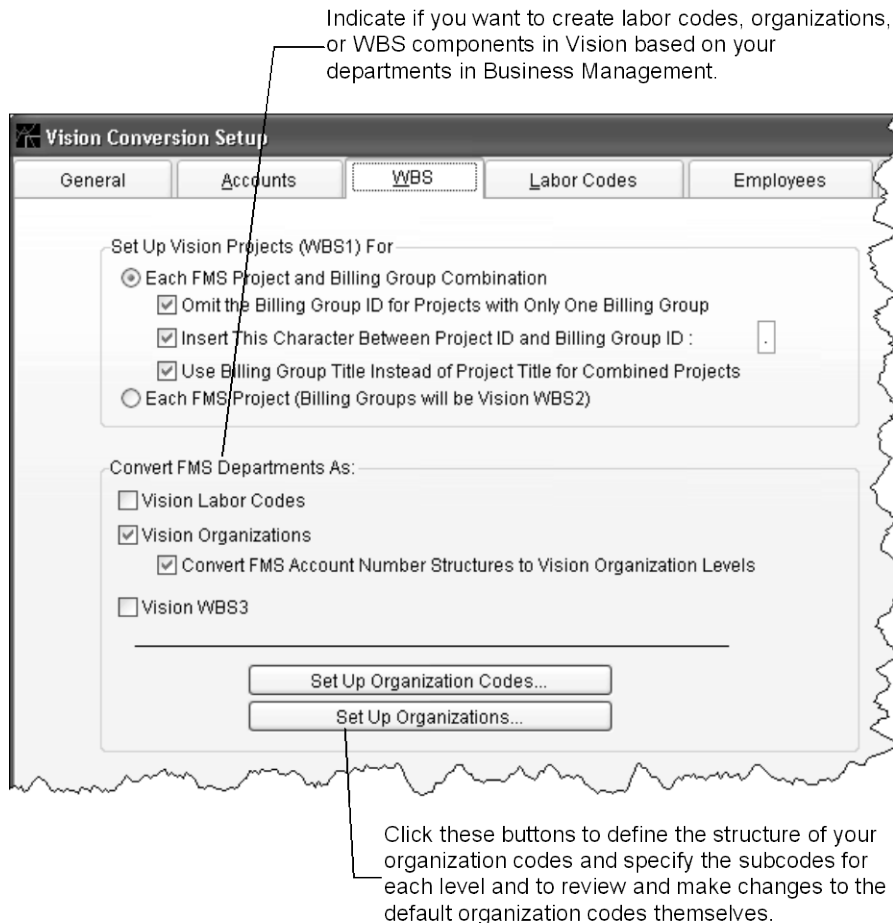 Indicate if you want to create labor codes, organizations,
or WBS components in Vision based on your
departments in Business Management.
Vision Conversion Setup
General
Accounts
WBS
Labor Codes
Employees
Set Up Vision Projects (WBS1) For
Each FMS Project and Billing Group Combination
Omit the Billing Group ID for Projects with Only One Billing Group
Insert This Character Between Project ID and Billing Group ID : .
Use Billing Group Title Instead of Project Title for Combined Projects
Each FMS Project (Billing Groups will be Vision WBS2)
Convert FMS Departments As:
Vision Labor Codes
Vision Organizations
Convert FMS Account Number Structures to Vision Organization Levels
Vision WBS3
Set Up Organization Codes...
Set Up Organizations...
Click these buttons to define the structure of your
organization codes and specify the subcodes for
each level and to review and make changes to the
default organization codes themselves.